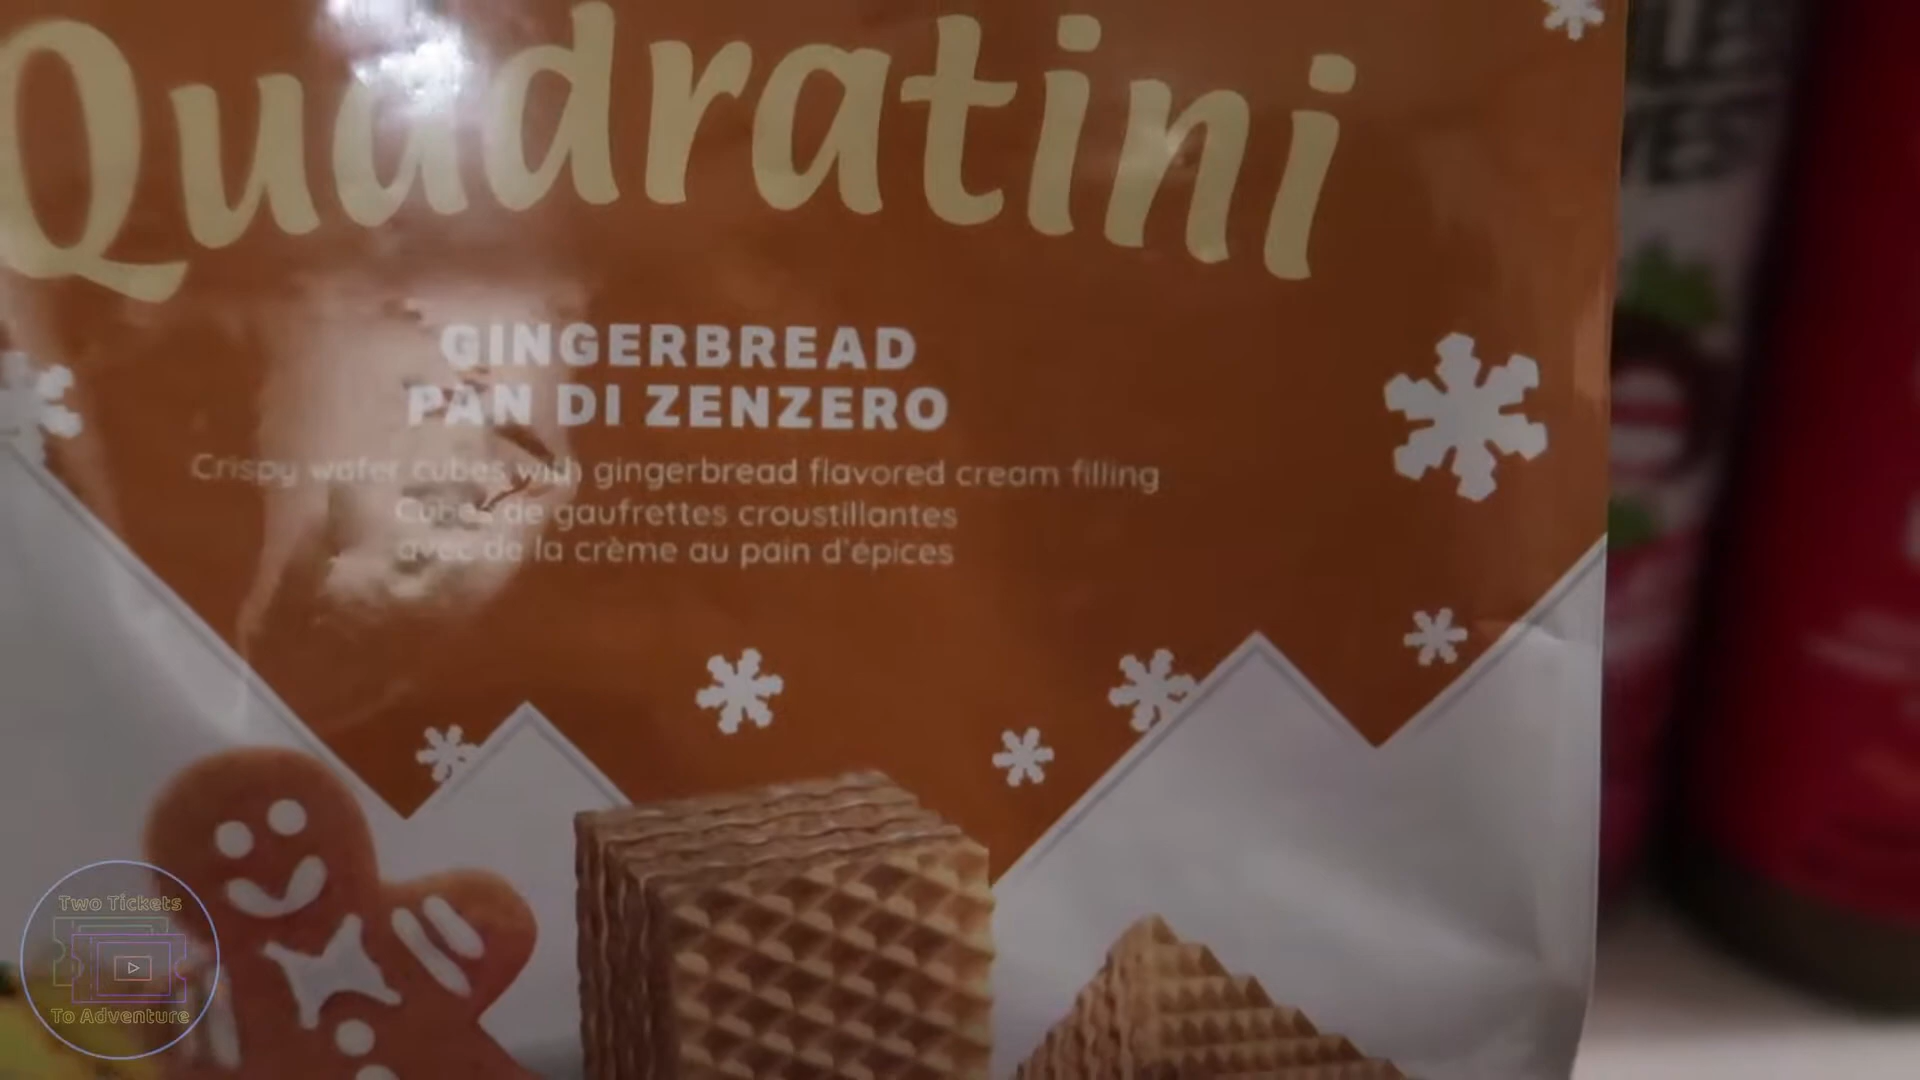 Quadratini
GINGERBREAD
PAN DI ZENZERO
Crispy wafer cubes with gingerbread flavored cream filling
Cubes de gaufrettes croustillantes
avec de la crème au pain d'épices
Two Tickets
To Adventure